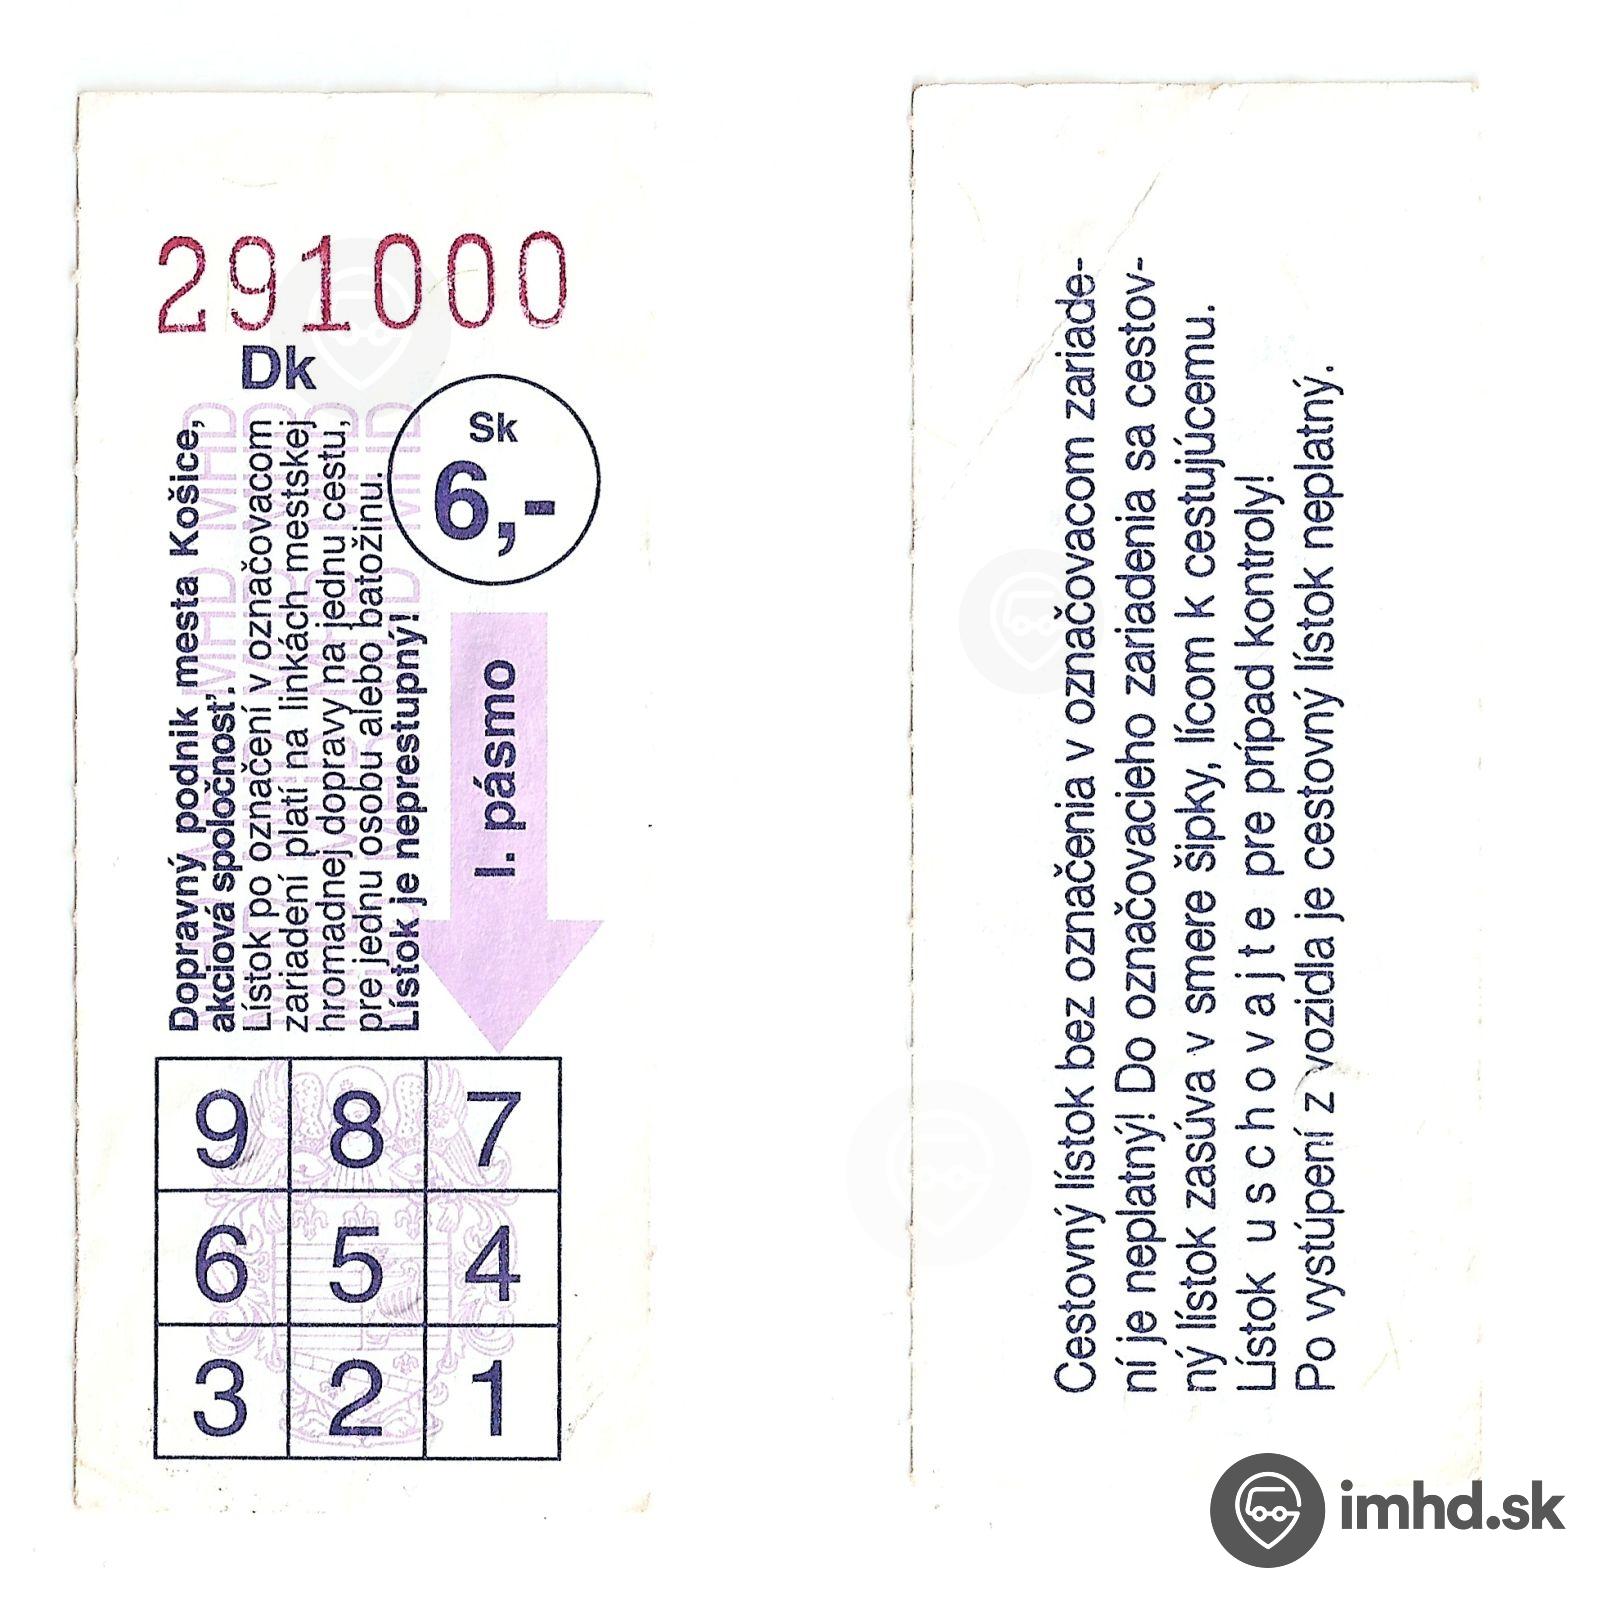 291000
Dk
Sk
6,-
Dopravný podnik mesta Košice,
akciová spoločnosť.
Lístok po označení v označovacom
zariadení platí na linkách mestskej
hromadnej dopravy na jednu cestu,
pre jednu osobu alebo batožinu.
Lístok je neprestupný!
I. pásmo
9 8 7
6 5 4
3 2 1
Cestovný lístok bez označenia v označovacom zariade-
ní je neplatný! Do označovacieho zariadenia sa cestov-
ný lístok zasúva v smere šipky, lícom k cestujúcemu.
Lístok uschovajte pre prípad kontroly!
Po vystúpení z vozidla je cestovný lístok neplatný.
imhd.sk